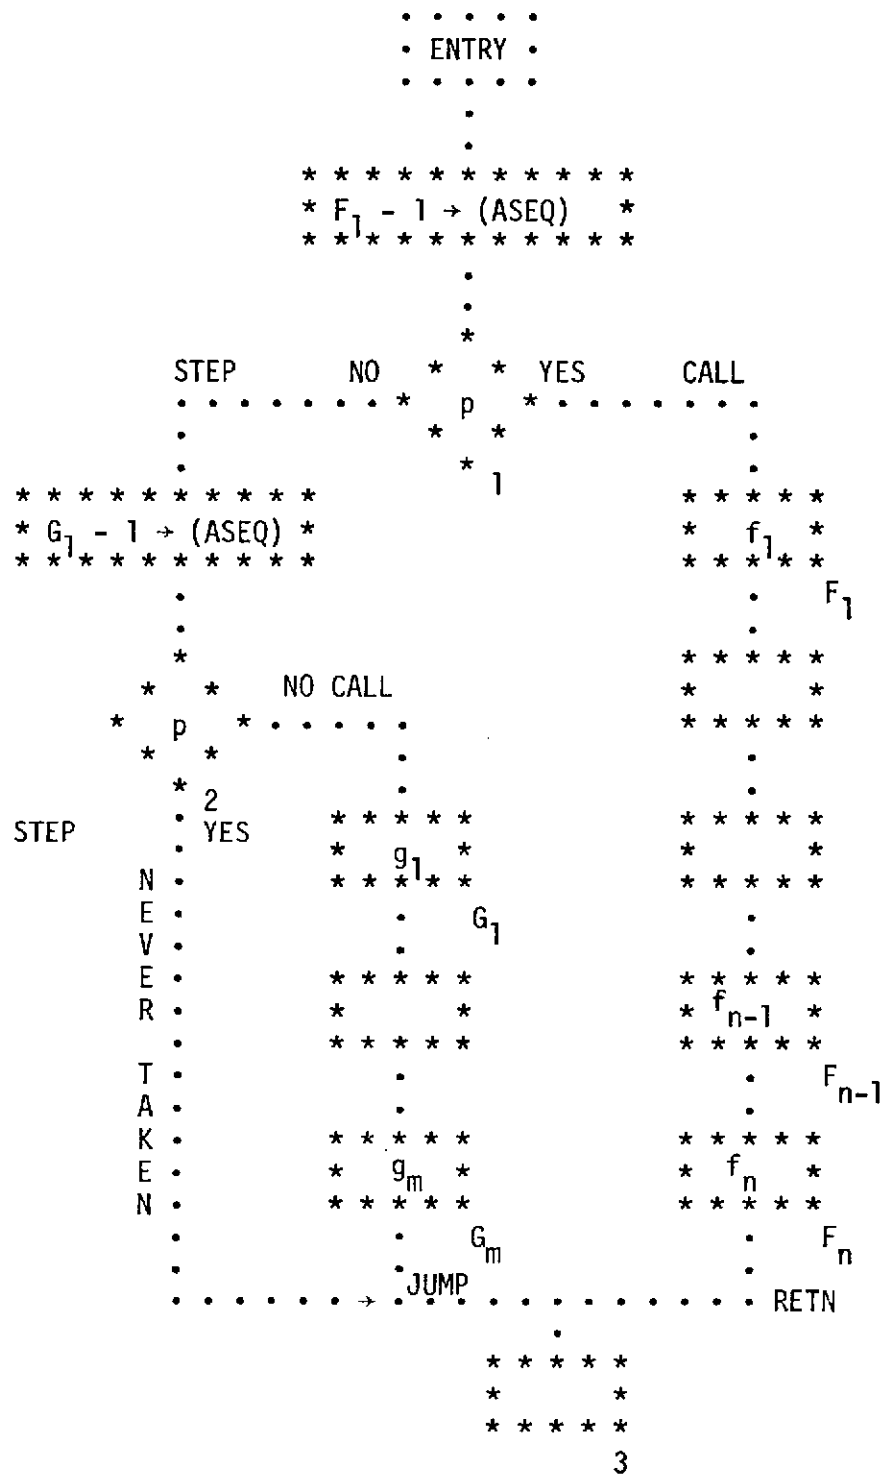 ENTRY
F₁ - 1 → (ASEQ)
STEP NO YES CALL
p
1
G₁ - 1 → (ASEQ)
f₁
F₁
NO CALL
p
2
STEP YES
g₁
G₁
NEVER TAKEN
fₙ₋₁
Fₙ₋₁
gₘ
fₙ
Gₘ
Fₙ
JUMP
RETN
3